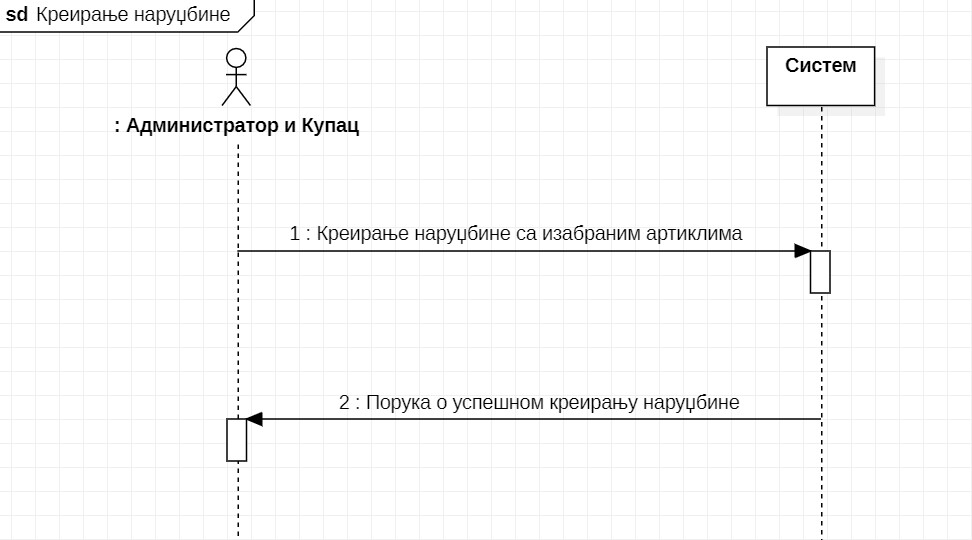 sd Креирање наруџбине
Систем
: Администратор и Купац
1 : Креирање наруџбине са изабраним артиклима
2 : Порука о успешном креирању наруџбине